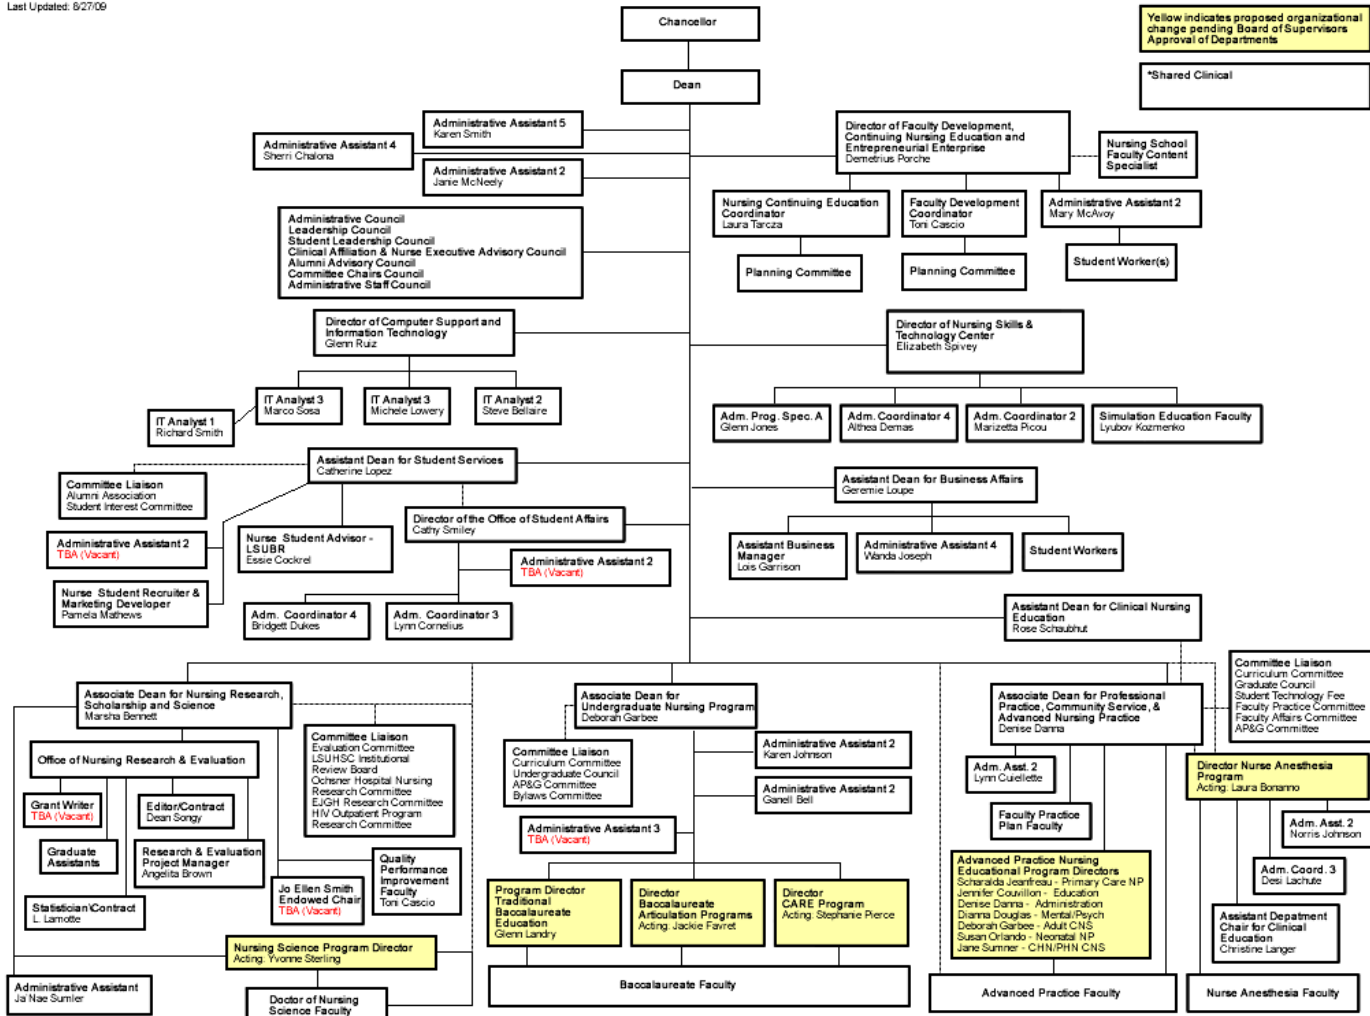 Last Updated: 8/27/09
Chancellor
Yellow indicates proposed organizational
change pending Board of Supervisors
Approval of Departments
Dean
*Shared Clinical
Administrative Assistant 5
Karen Smith
Administrative Assistant 4
Sherri Chalona
Administrative Assistant 2
Janie McNeely
Director of Faculty Development,
Continuing Nursing Education and
Entrepreneurial Enterprise
Demetrius Porche
Nursing School
Faculty Content
Specialist
Nursing Continuing Education
Coordinator
Laura Tarcza
Faculty Development
Coordinator
Toni Cascio
Administrative Assistant 2
Mary McAvoy
Planning Committee
Planning Committee
Student Worker(s)
Administrative Council
Leadership Council
Student Leadership Council
Clinical Affiliation & Nurse Executive Advisory Council
Alumni Advisory Council
Committee Chairs Council
Administrative Staff Council
Director of Computer Support and
Information Technology
Glenn Ruiz
IT Analyst 3
Marco Sosa
IT Analyst 3
Michele Lowery
IT Analyst 2
Steve Bellaire
IT Analyst 1
Richard Smith
Director of Nursing Skills &
Technology Center
Elizabeth Spivey
Adm. Prog. Spec. A
Glenn Jones
Adm. Coordinator 4
Althea Demas
Adm. Coordinator 2
Marizetta Picou
Simulation Education Faculty
Lyubov Kozmenko
Assistant Dean for Student Services
Catherine Lopez
Committee Liaison
Alumni Association
Student Interest Committee
Administrative Assistant 2
TBA (Vacant)
Nurse Student Advisor -
LSUBR
Essie Cockrel
Director of the Office of Student Affairs
Cathy Smiley
Administrative Assistant 2
TBA (Vacant)
Nurse Student Recruiter &
Marketing Developer
Pamela Mathews
Adm. Coordinator 4
Bridgett Dukes
Adm. Coordinator 3
Lynn Cornelius
Assistant Dean for Business Affairs
Geremie Loupe
Assistant Business
Manager
Lois Garrison
Administrative Assistant 4
Wanda Joseph
Student Workers
Assistant Dean for Clinical Nursing
Education
Rose Schaubhut
Associate Dean for Nursing Research,
Scholarship and Science
Marsha Bennett
Office of Nursing Research & Evaluation
Grant Writer
TBA (Vacant)
Editor/Contract
Dean Songy
Graduate
Assistants
Research & Evaluation
Project Manager
Angelita Brown
Statistician\Contract
L. Lamotte
Committee Liaison
Evaluation Committee
LSUHSC Institutional
Review Board
Ochsner Hospital Nursing
Research Committee
EJGH Research Committee
HIV Outpatient Program
Research Committee
Jo Ellen Smith
Endowed Chair
TBA (Vacant)
Quality
Performance
Improvement
Faculty
Toni Cascio
Nursing Science Program Director
Acting: Yvonne Sterling
Administrative Assistant
Ja'Nae Sumler
Doctor of Nursing
Science Faculty
Associate Dean for
Undergraduate Nursing Program
Deborah Garbee
Committee Liaison
Curriculum Committee
Undergraduate Council
AP&G Committee
Bylaws Committee
Administrative Assistant 2
Karen Johnson
Administrative Assistant 2
Ganell Bell
Administrative Assistant 3
TBA (Vacant)
Program Director
Traditional
Baccalaureate
Education
Glenn Landry
Director
Baccalaureate
Articulation Programs
Acting: Jackie Favret
Director
CARE Program
Acting: Stephanie Pierce
Baccalaureate Faculty
Associate Dean for Professional
Practice, Community Service, &
Advanced Nursing Practice
Denise Danna
Committee Liaison
Curriculum Committee
Graduate Council
Student Technology Fee
Faculty Practice Committee
Faculty Affairs Committee
AP&G Committee
Adm. Asst. 2
Lynn Cuiellette
Faculty Practice
Plan Faculty
Advanced Practice Nursing
Educational Program Directors
Scharalda Jeanfreau - Primary Care NP
Jennifer Couvillon - Education
Denise Danna - Administration
Dianna Douglas - Mental/Psych
Deborah Garbee - Adult CNS
Susan Orlando - Neonatal NP
Jane Sumner - CHN/PHN CNS
Advanced Practice Faculty
Director Nurse Anesthesia
Program
Acting: Laura Bonanno
Adm. Asst. 2
Norris Johnson
Adm. Coord. 3
Desi Lachute
Assistant Depatment
Chair for Clinical
Education
Christine Langer
Nurse Anesthesia Faculty